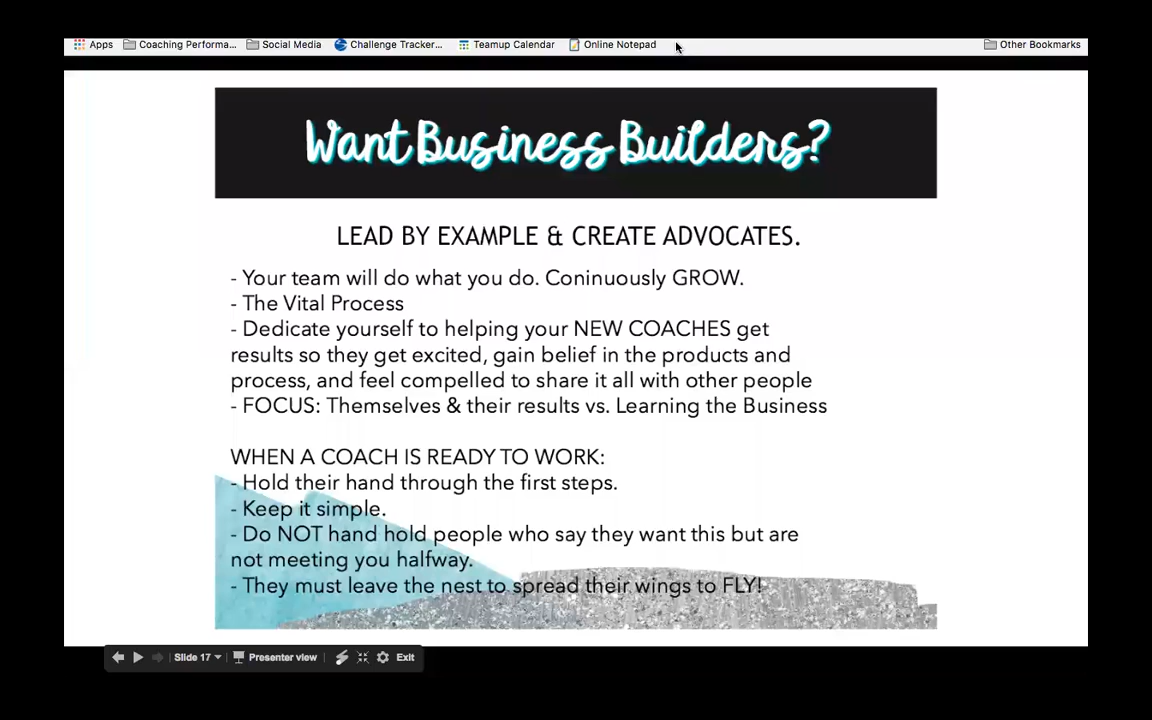 Apps Coaching Performa... Social Media Challenge Tracker... Teamup Calendar Online Notepad Other Bookmarks
Want Business Builders?
LEAD BY EXAMPLE & CREATE ADVOCATES.
- Your team will do what you do. Coninuously GROW.
- The Vital Process
- Dedicate yourself to helping your NEW COACHES get
results so they get excited, gain belief in the products and
process, and feel compelled to share it all with other people
- FOCUS: Themselves & their results vs. Learning the Business
WHEN A COACH IS READY TO WORK:
- Hold their hand through the first steps.
- Keep it simple.
- Do NOT hand hold people who say they want this but are
not meeting you halfway.
- They must leave the nest to spread their wings to FLY!
Slide 17 Presenter view Exit